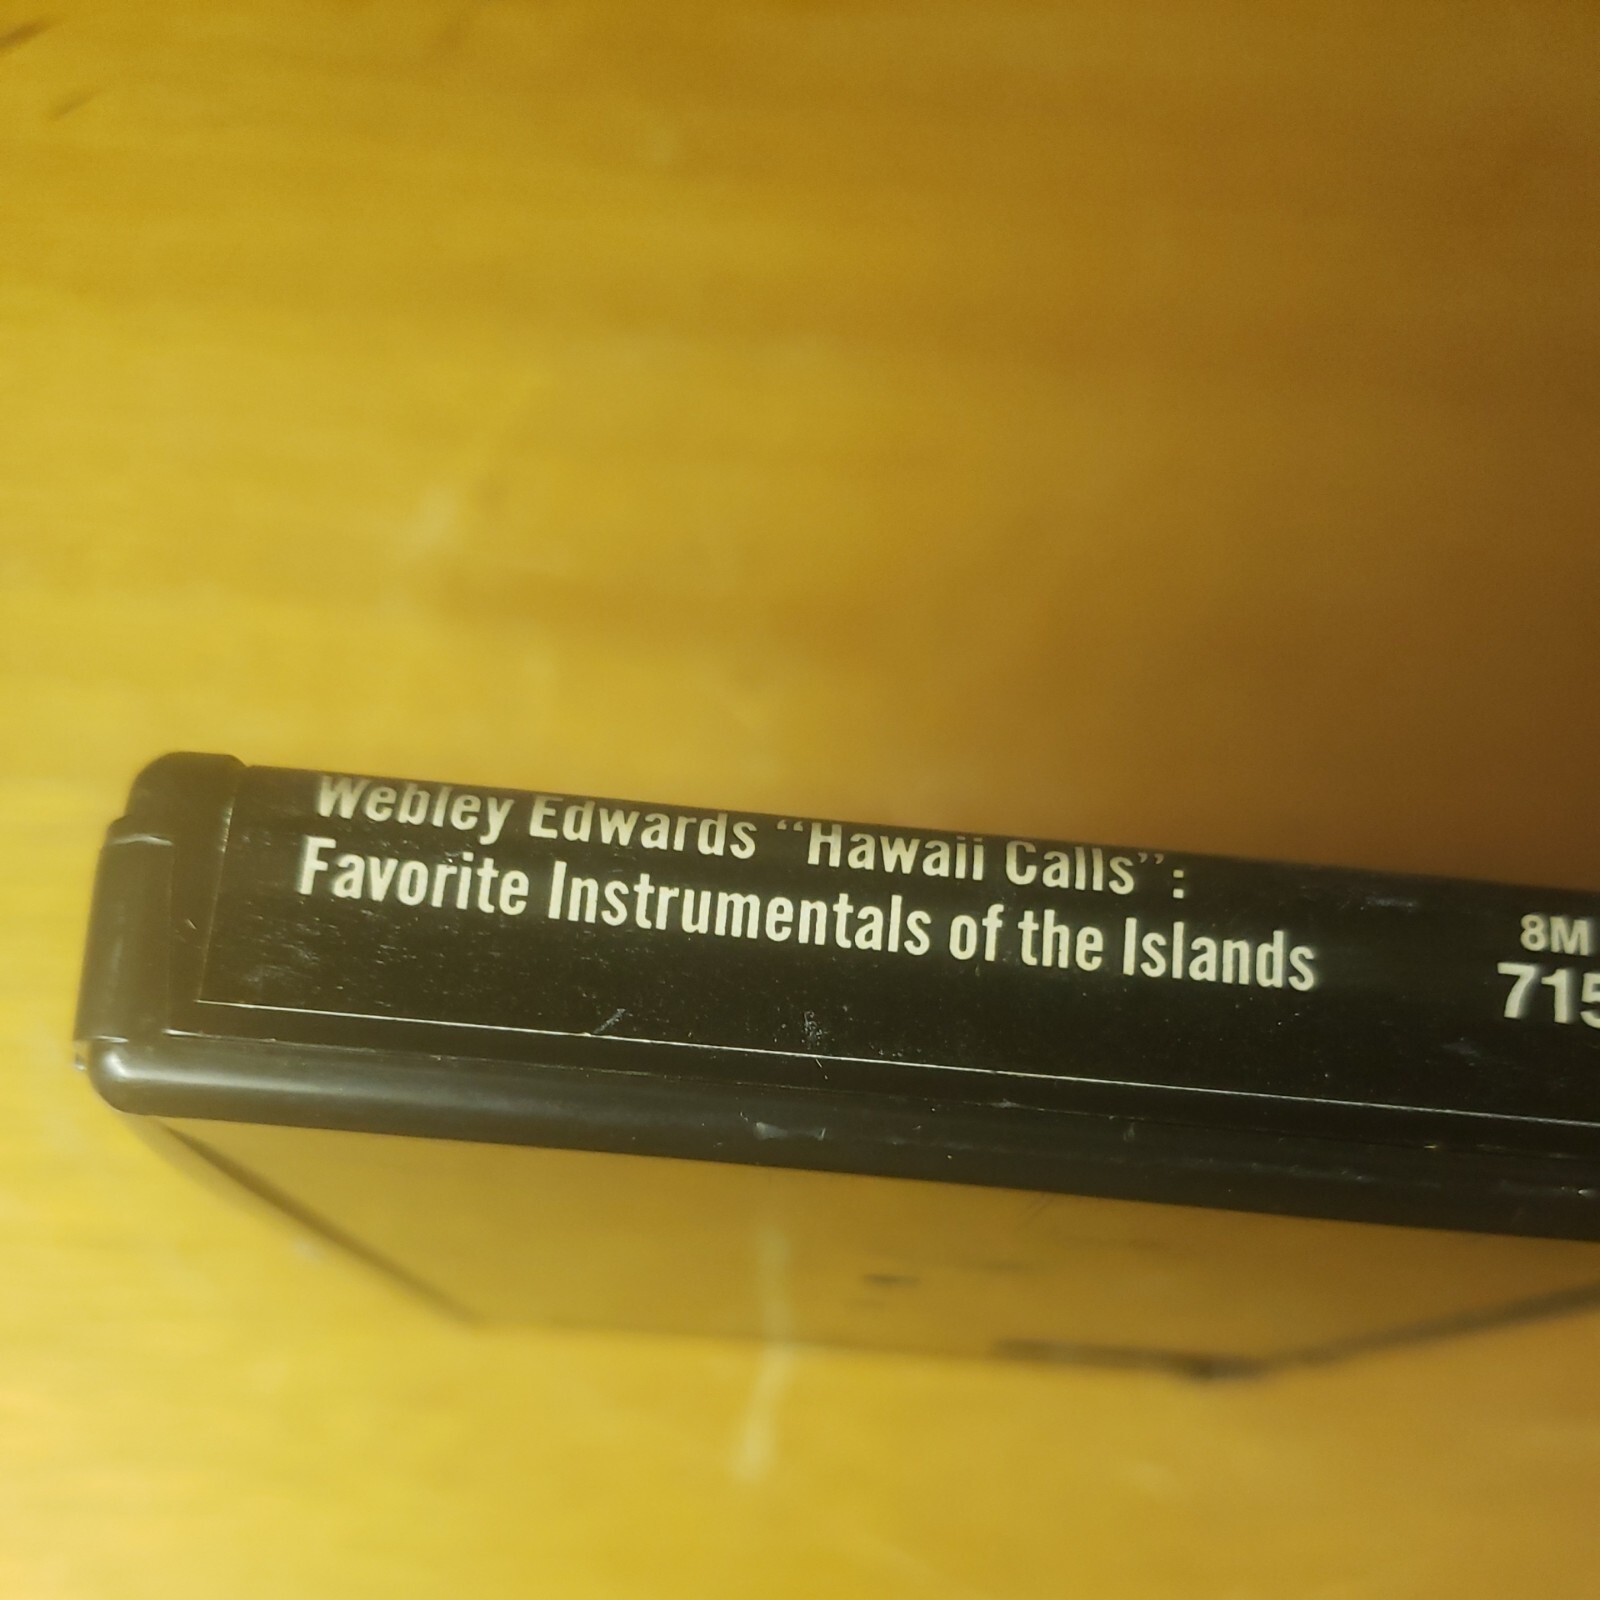 Webley Edwards “Hawaii Calls”:
Favorite Instrumentals of the Islands
8M
715